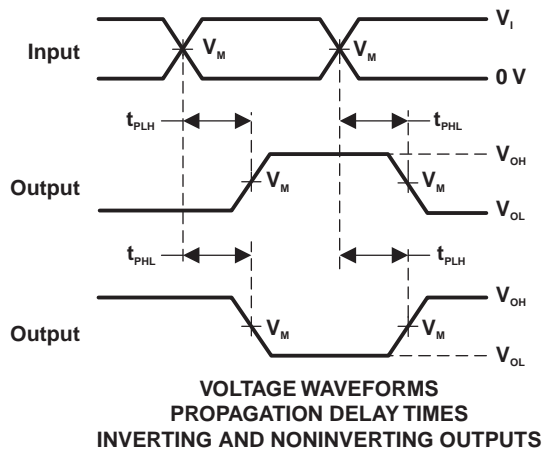 V_I
Input
V_M
V_M
0 V
t_PLH
t_PHL
V_OH
Output
V_M
V_M
V_OL
t_PHL
t_PLH
V_OH
Output
V_M
V_M
V_OL
VOLTAGE WAVEFORMS
PROPAGATION DELAY TIMES
INVERTING AND NONINVERTING OUTPUTS